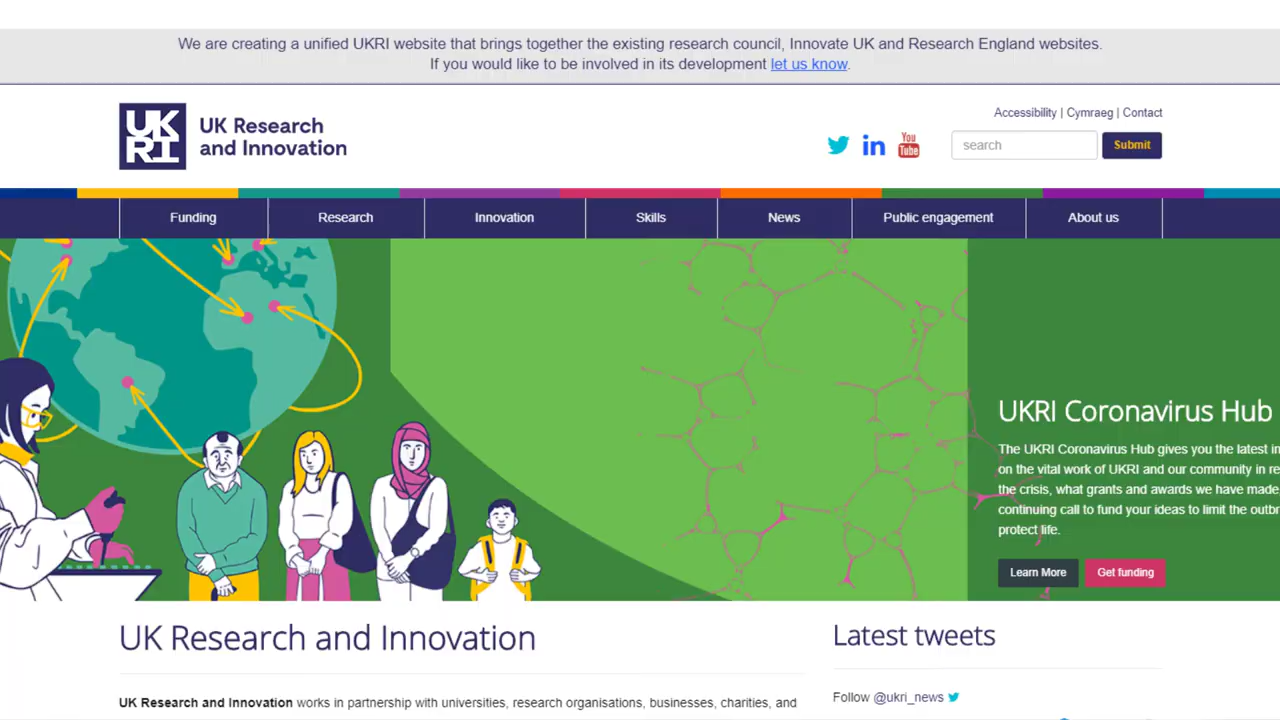 We are creating a unified UKRI website that brings together the existing research council, Innovate UK and Research England websites.
If you would like to be involved in its development let us know.
UK
RI
UK Research
and Innovation
Accessibility | Cymraeg | Contact
You
Tube
search
Submit
Funding
Research
Innovation
Skills
News
Public engagement
About us
UKRI Coronavirus Hub
The UKRI Coronavirus Hub gives you the latest in
on the vital work of UKRI and our community in re
the crisis, what grants and awards we have made
continuing call to fund your ideas to limit the outbr
protect life.
Learn More
Get funding
UK Research and Innovation
UK Research and Innovation works in partnership with universities, research organisations, businesses, charities, and
Latest tweets
Follow @ukri_news